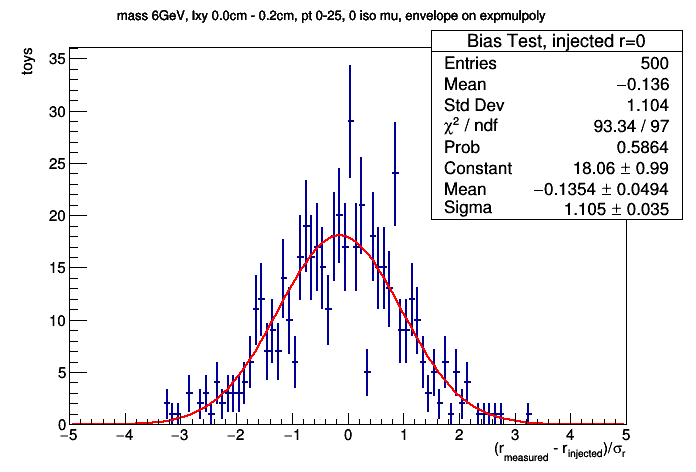 mass 6GeV, lxy 0.0cm - 0.2cm, pt 0-25, 0 iso mu, envelope on expmulpoly
toys
Bias Test, injected r=0
Entries 500
Mean −0.136
Std Dev 1.104
χ² / ndf 93.34 / 97
Prob 0.5864
Constant 18.06 ± 0.99
Mean −0.1354 ± 0.0494
Sigma 1.105 ± 0.035
35
30
25
20
15
10
5
0
−5 −4 −3 −2 −1 0 1 2 3 4 5
(r_measured - r_injected)/σ_r